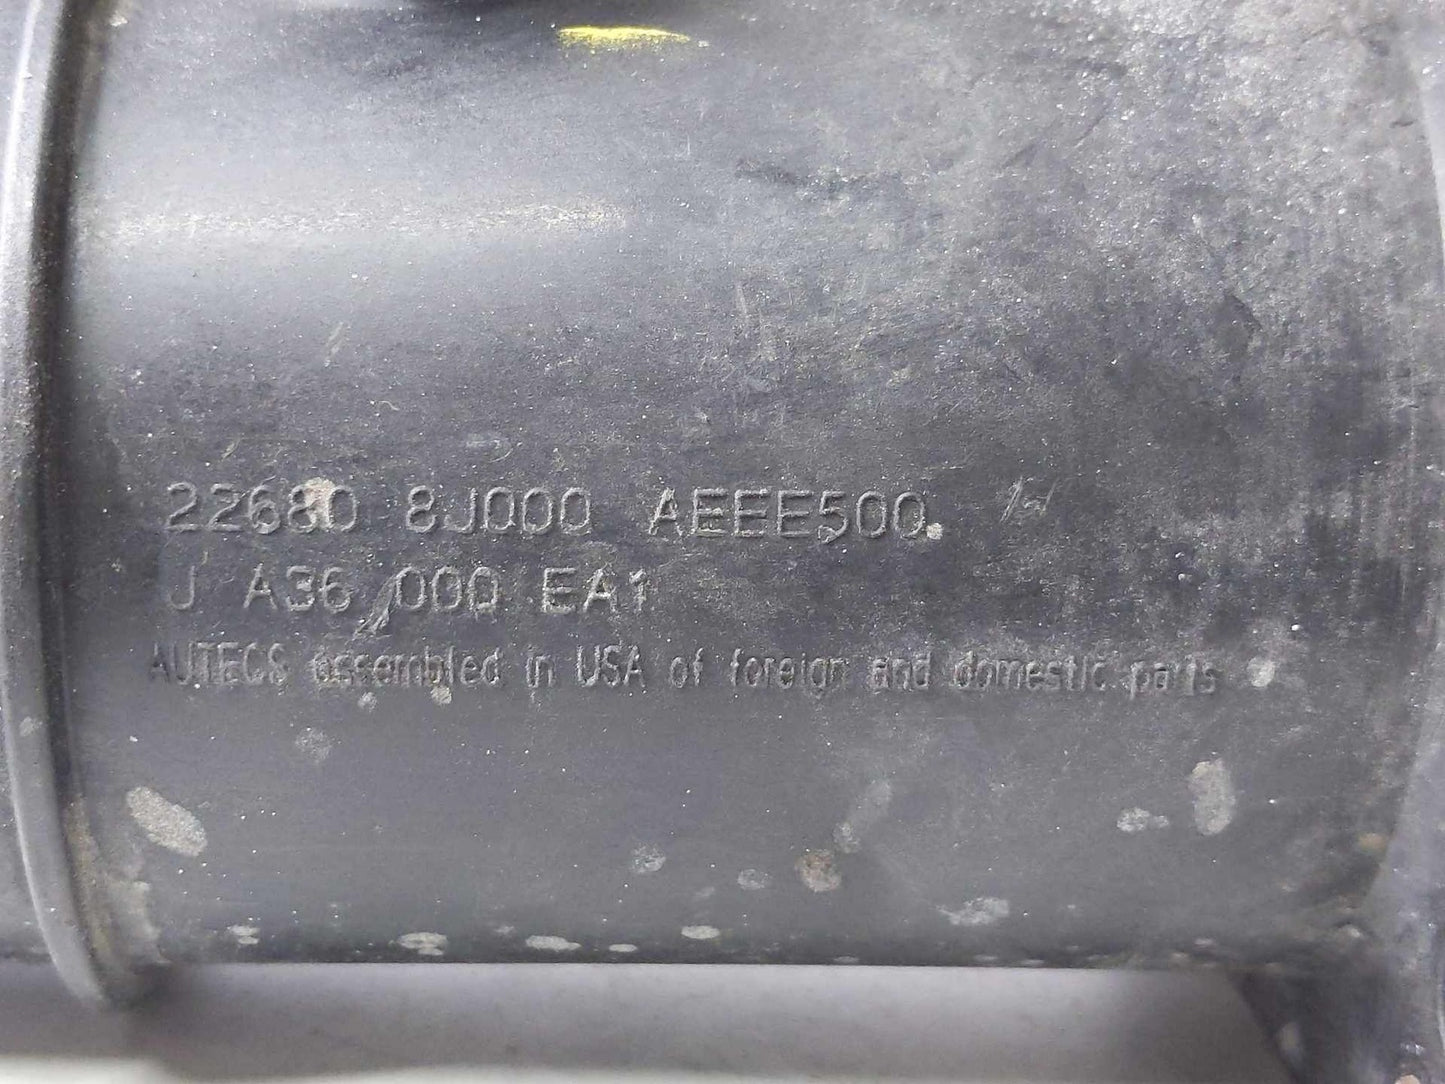 22680 8J000 AEEE500
J A36 000 EA1
AUTECS assembled in USA of foreign and domestic parts